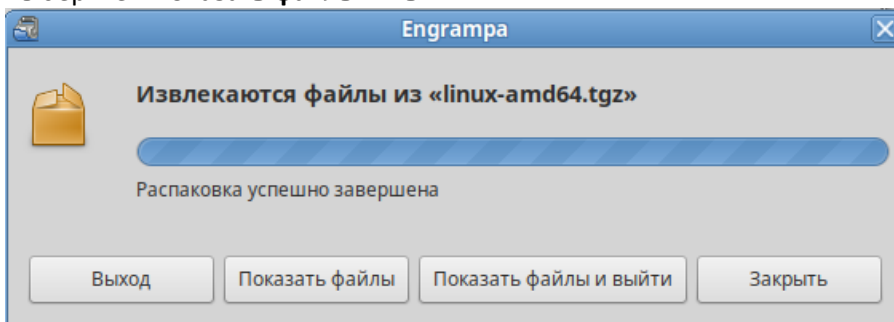 Engrampa
Извлекаются файлы из «linux-amd64.tgz»
Распаковка успешно завершена
Выход Показать файлы Показать файлы и выйти Закрыть